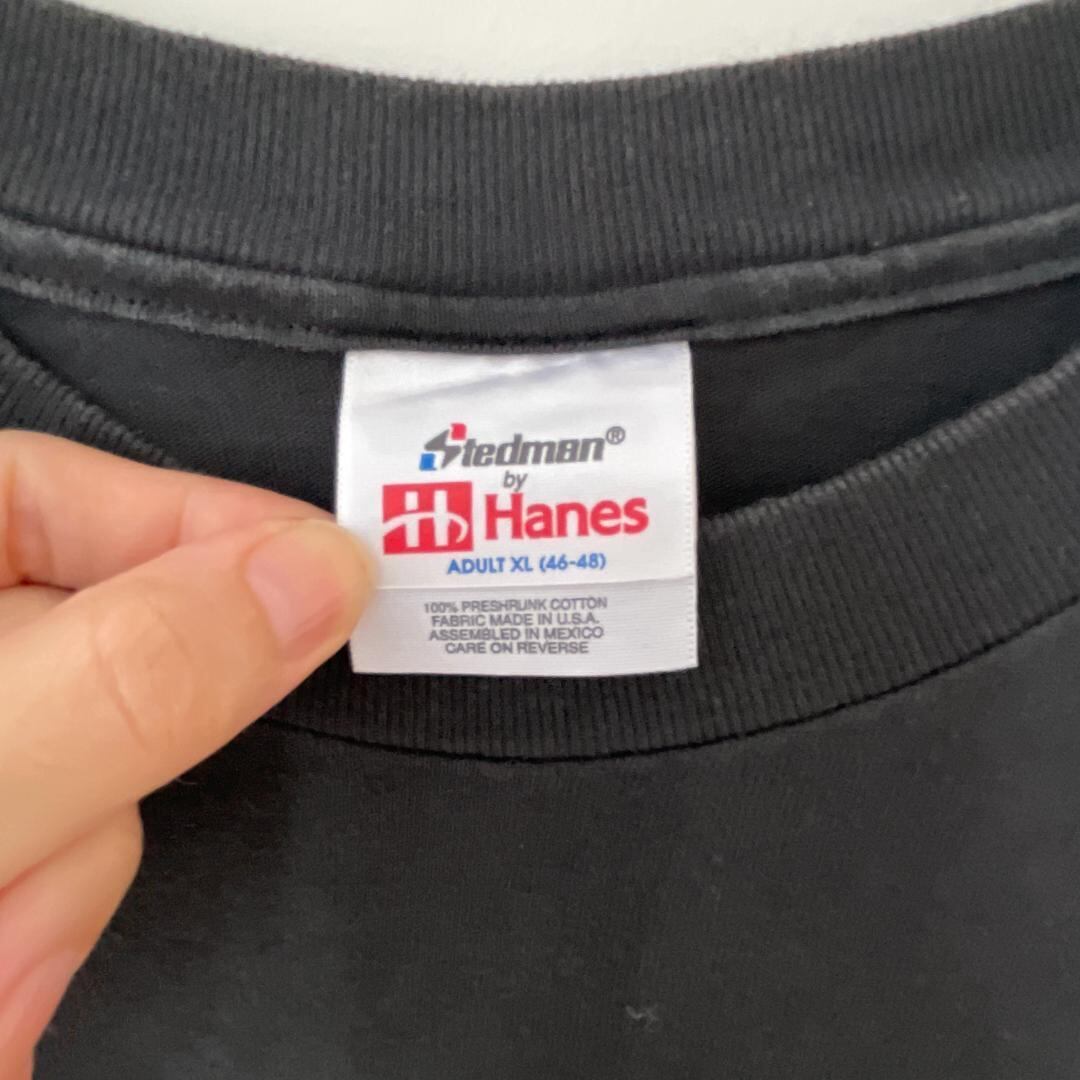 Stedman®
by
H Hanes
ADULT XL (46-48)
100% PRESHRUNK COTTON
FABRIC MADE IN U.S.A.
ASSEMBLED IN MEXICO
CARE ON REVERSE